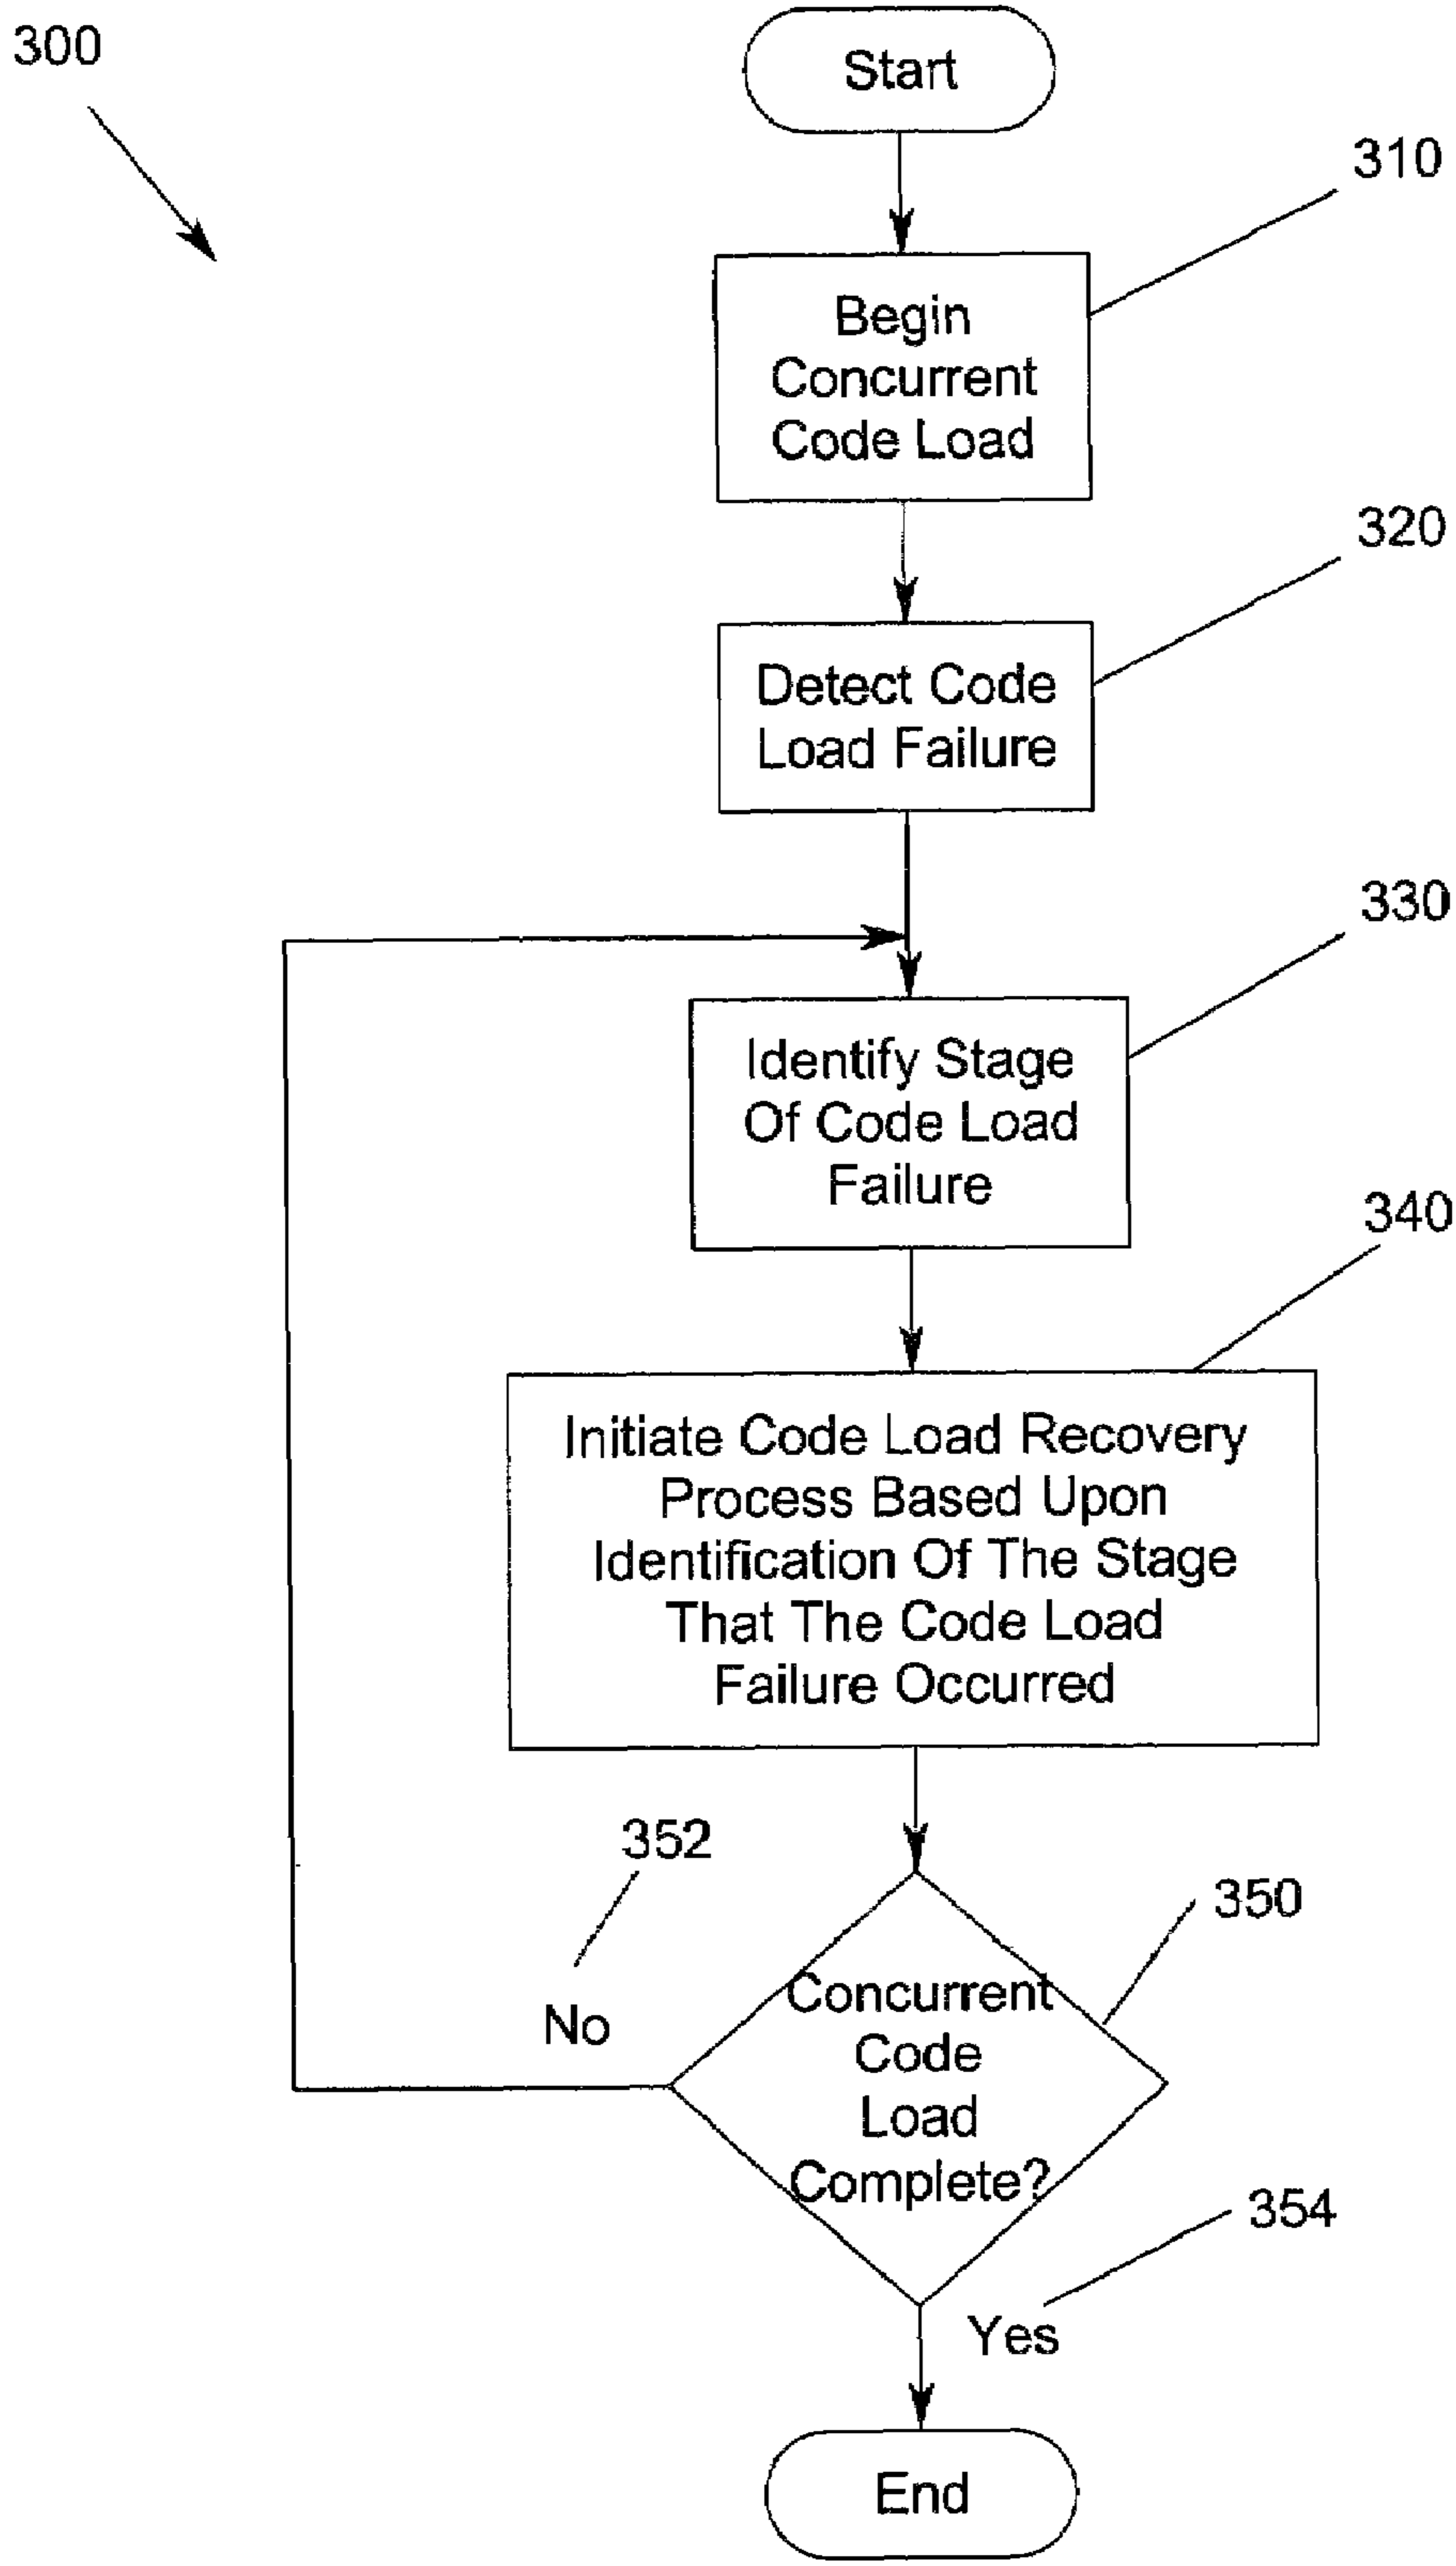 300
Start
310
Begin
Concurrent
Code Load
320
Detect Code
Load Failure
330
Identify Stage
Of Code Load
Failure
340
Initiate Code Load Recovery
Process Based Upon
Identification Of The Stage
That The Code Load
Failure Occurred
352
350
No
Concurrent
Code
Load
Complete?
354
Yes
End